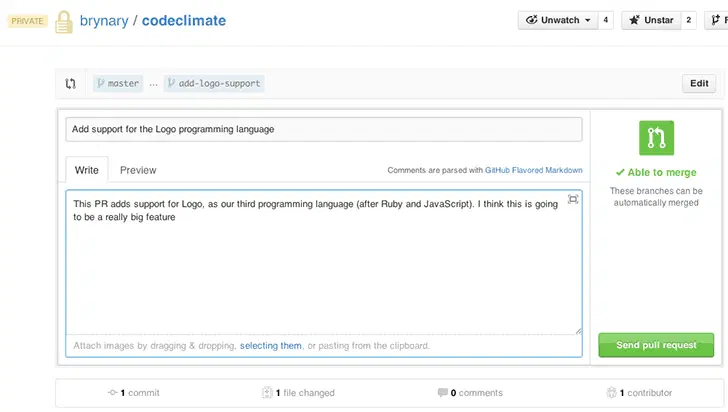 PRIVATE brynary / codeclimate Unwatch 4 Unstar 2
master ... add-logo-support Edit
Add support for the Logo programming language
Write Preview Comments are parsed with GitHub Flavored Markdown
Able to merge
These branches can be
automatically merged
This PR adds support for Logo, as our third programming language (after Ruby and JavaScript). I think this is going
to be a really big feature
Attach images by dragging & dropping, selecting them, or pasting from the clipboard.
Send pull request
1 commit 1 file changed 0 comments 1 contributor